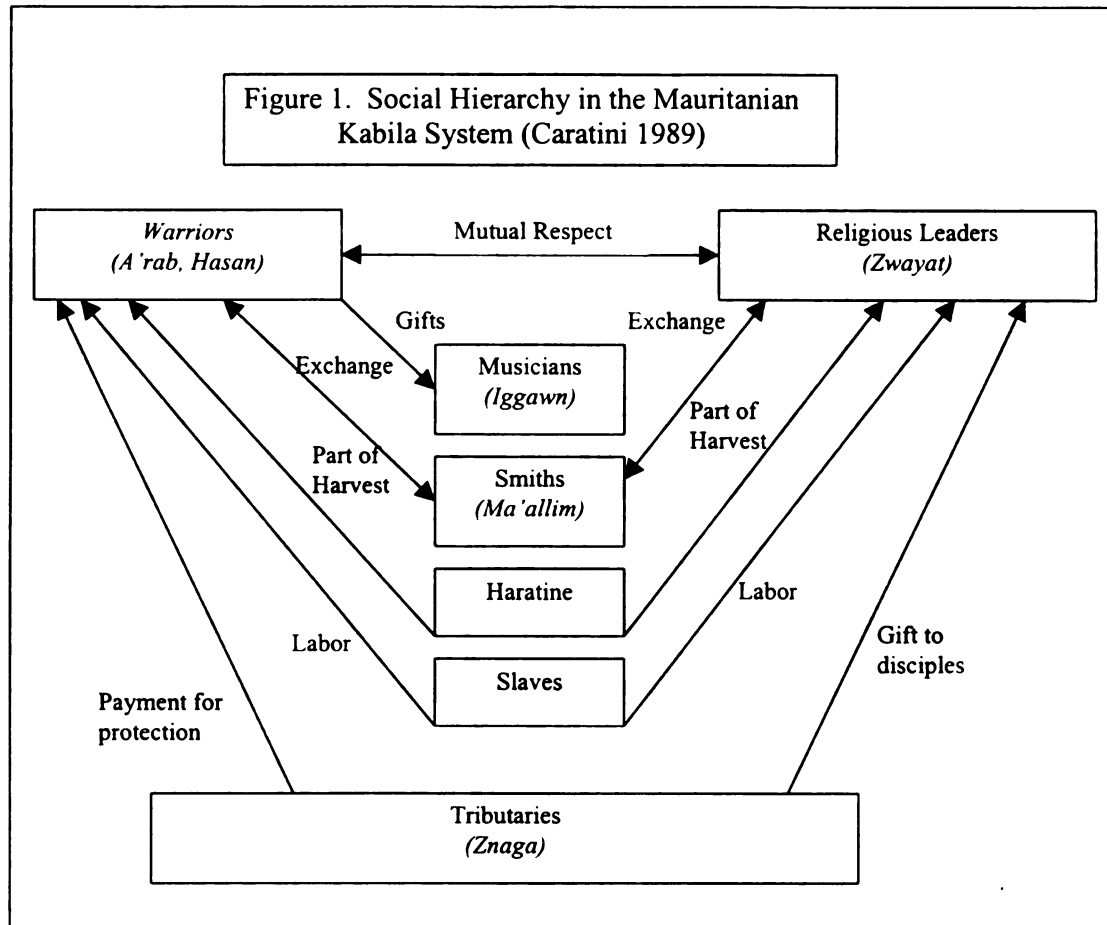 Figure 1. Social Hierarchy in the Mauritanian
Kabila System (Caratini 1989)
Warriors
(A'rab, Hasan)
Mutual Respect
Religious Leaders
(Zwayat)
Gifts
Exchange
Exchange
Musicians
(Iggawn)
Part of
Harvest
Part of
Harvest
Smiths
(Ma'allim)
Haratine
Labor
Labor
Slaves
Gift to
disciples
Payment for
protection
Tributaries
(Znaga)